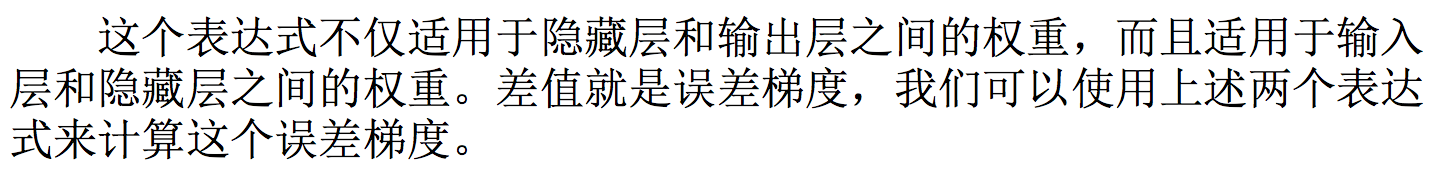 这个表达式不仅适用于隐藏层和输出层之间的权重，而且适用于输入
层和隐藏层之间的权重。差值就是误差梯度，我们可以使用上述两个表达
式来计算这个误差梯度。